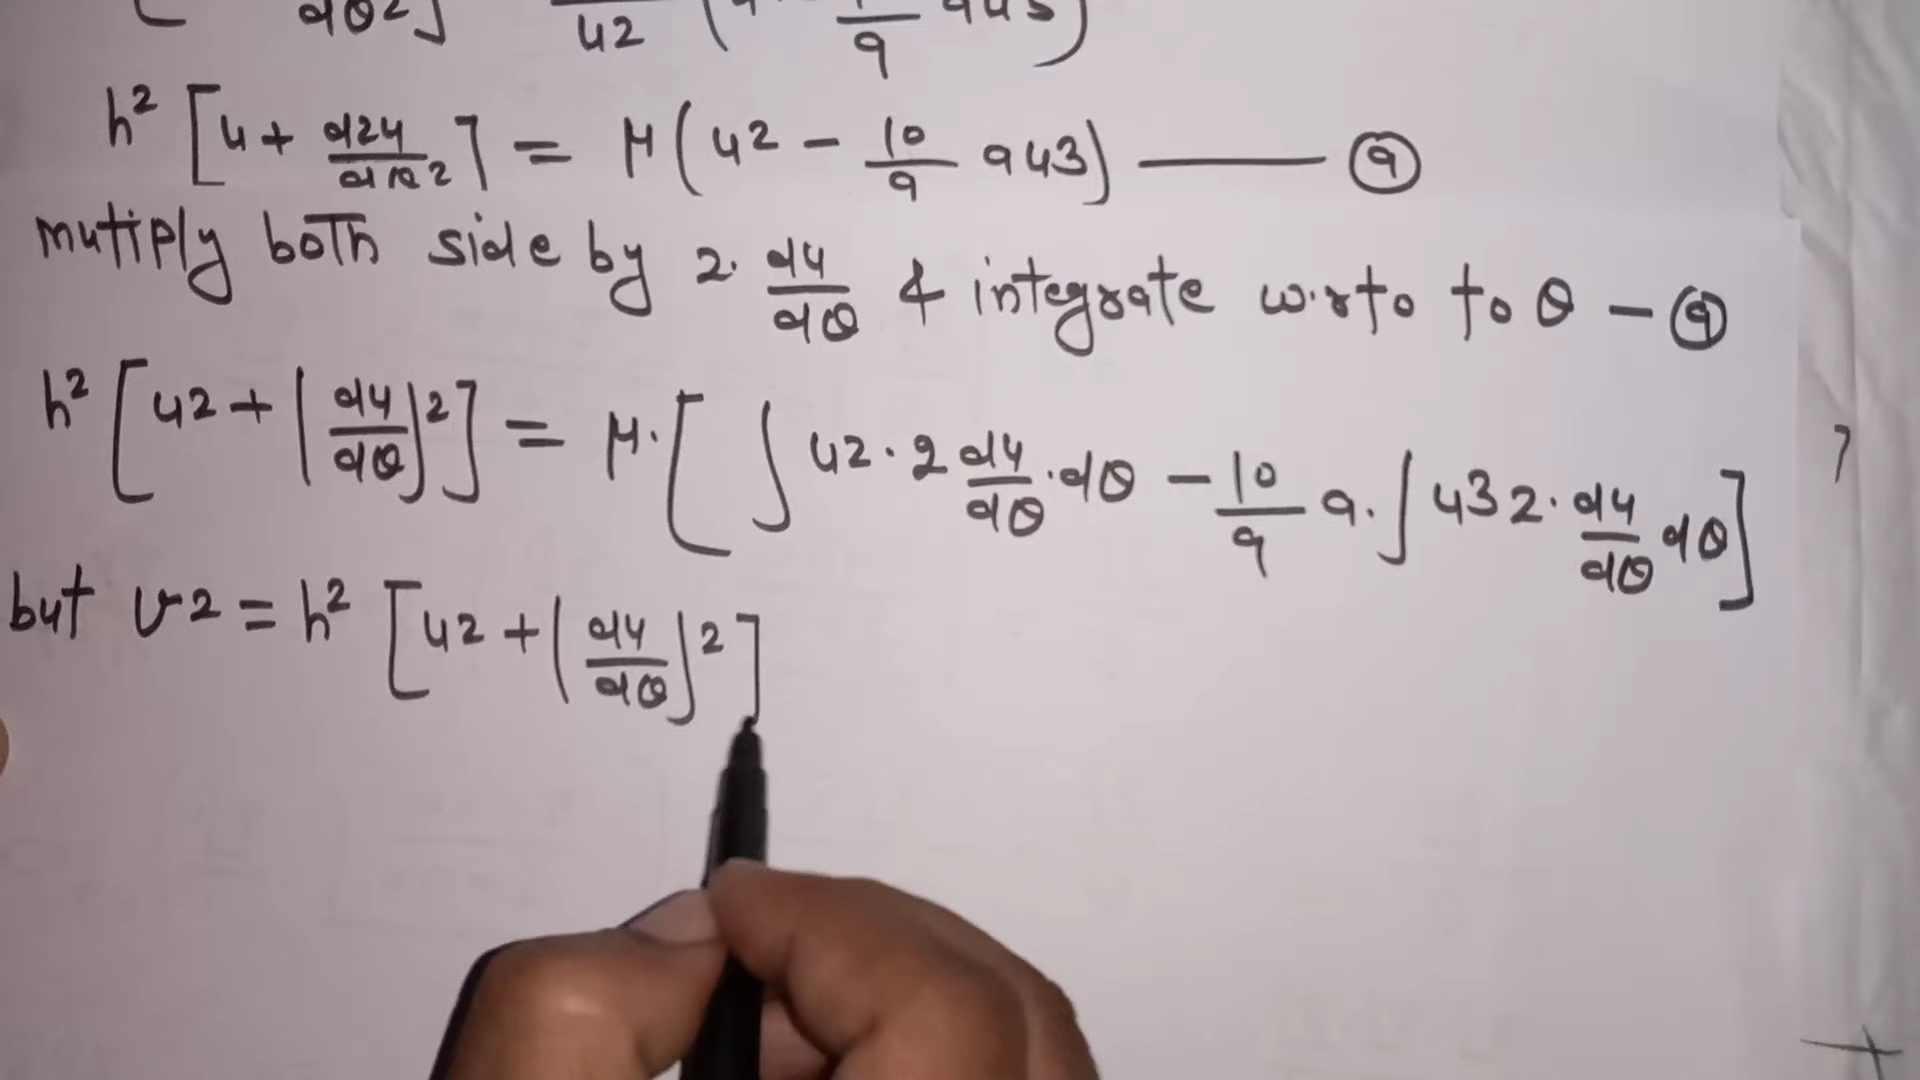 h² [u + d²u/dθ²] = μ (u² - 10/9 au³) —— (9)
mutiply both side by 2. du/dθ & integrate w.r.to to θ - (9)
h² [u² + (du/dθ)²] = μ. [∫ u² . 2 du/dθ . dθ - 10/9 a. ∫ u³ 2. du/dθ dθ]
but v² = h² [u² + (du/dθ)²]